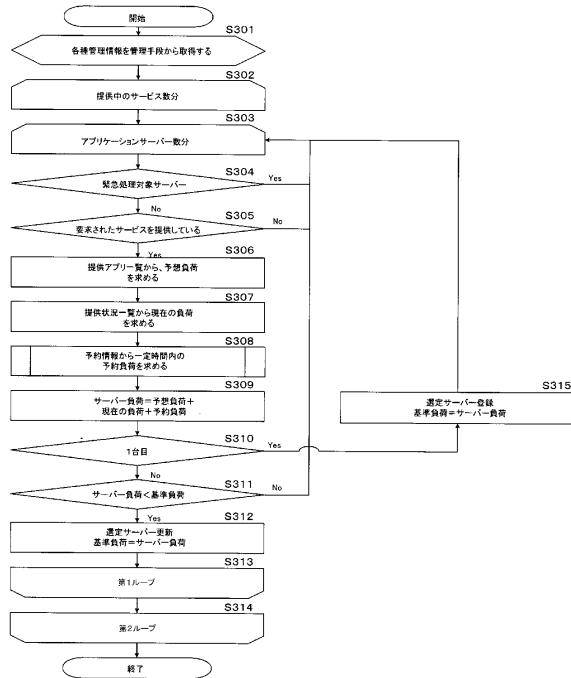 開始
S301
各種管理情報を管理手段から取得する
S302
提供中のサービス数分
S303
アプリケーションサーバー数分
S304
緊急処理対象サーバー
Yes
No
S305
要求されたサービスを提供している
No
Yes
S306
提供アプリ一覧から、予想負荷
を求める
S307
提供状況一覧から現在の負荷
を求める
S308
予約情報から一定時間内の
予約負荷を求める
S309
サーバー負荷=予想負荷+
現在の負荷+予約負荷
S315
選定サーバー登録
基準負荷=サーバー負荷
S310
1台目
Yes
No
S311
サーバー負荷<基準負荷
No
Yes
S312
選定サーバー更新
基準負荷=サーバー負荷
S313
第1ループ
S314
第2ループ
終了